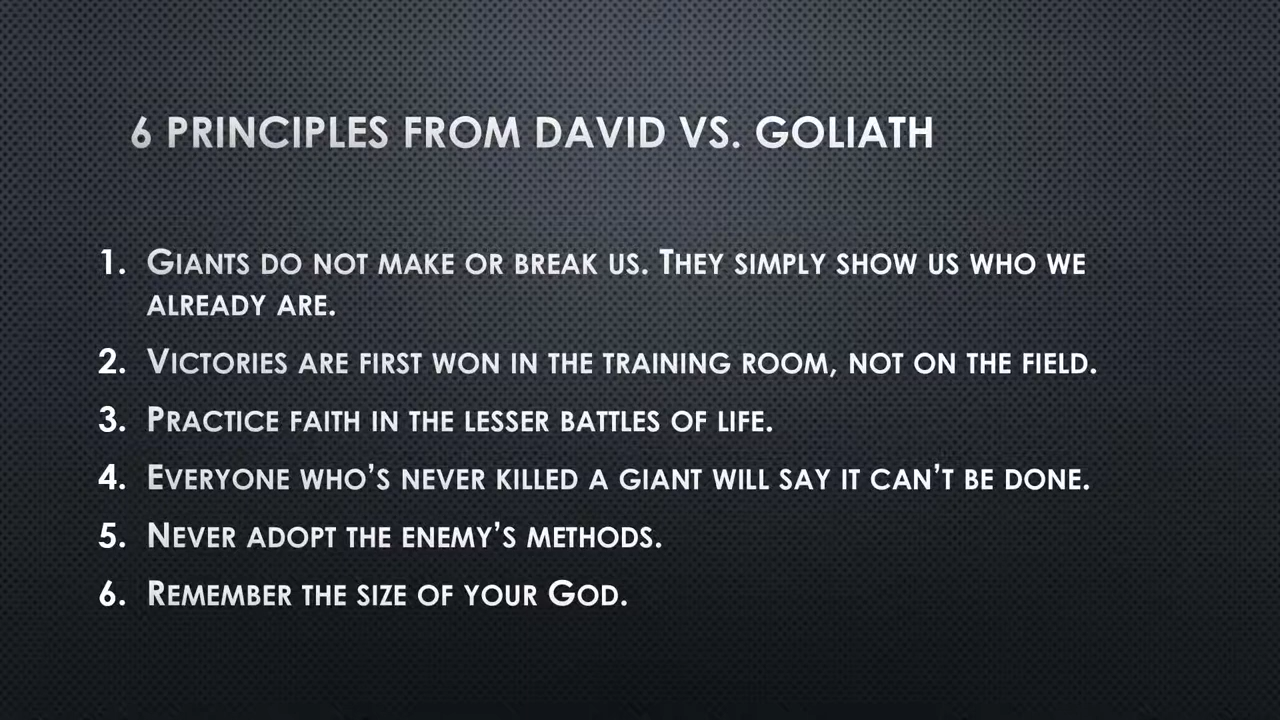 6 PRINCIPLES FROM DAVID VS. GOLIATH
1. GIANTS DO NOT MAKE OR BREAK US. THEY SIMPLY SHOW US WHO WE
ALREADY ARE.
2. VICTORIES ARE FIRST WON IN THE TRAINING ROOM, NOT ON THE FIELD.
3. PRACTICE FAITH IN THE LESSER BATTLES OF LIFE.
4. EVERYONE WHO’S NEVER KILLED A GIANT WILL SAY IT CAN’T BE DONE.
5. NEVER ADOPT THE ENEMY’S METHODS.
6. REMEMBER THE SIZE OF YOUR GOD.